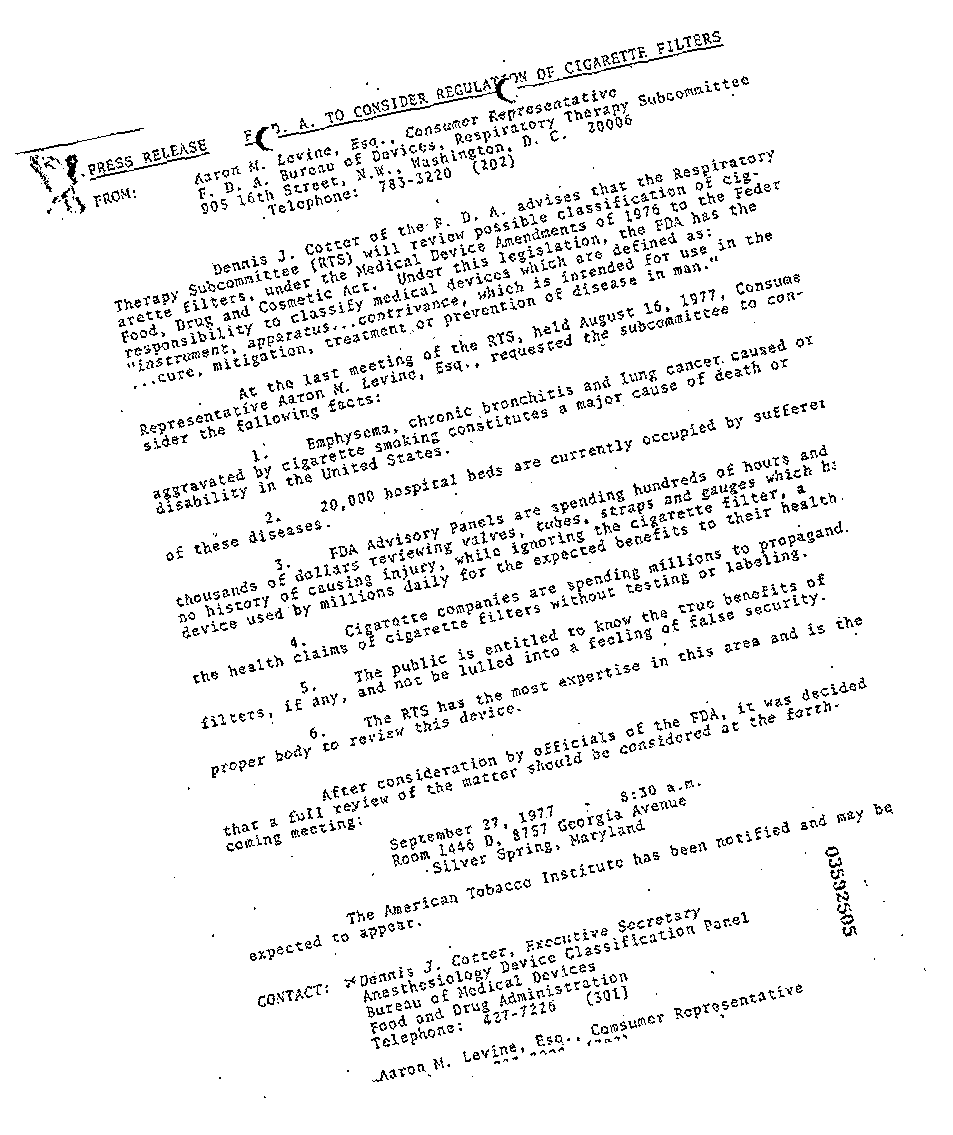 F. D. A. TO CONSIDER REGULATION OF CIGARETTE FILTERS
PRESS RELEASE
FROM: Aaron M. Levine, Esq., Consumer Representative
F. D. A. Bureau of Devices, Respiratory Therapy Subcommittee
905 16th Street, N.W., Washington, D. C. 20006
Telephone: 783-3220 (202)
Dennis J. Cotter of the F. D. A. advises that the Respiratory
Therapy Subcommittee (RTS) will review possible classification of cig-
arette filters, under the Medical Device Amendments of 1976 to the Feder
Food, Drug and Cosmetic Act. Under this legislation, the FDA has the
responsibility to classify medical devices which are defined as:
"instrument, apparatus...contrivance, which is intended for use in the
...cure, mitigation, treatment or prevention of disease in man."
At the last meeting of the RTS, held August 16, 1977, Consume
Representative Aaron M. Levine, Esq., requested the subcommittee to con-
sider the following facts:
1. Emphysema, chronic bronchitis and lung cancer caused or
aggravated by cigarette smoking constitutes a major cause of death or
disability in the United States.
2. 20,000 hospital beds are currently occupied by sufferer
of these diseases.
3. FDA Advisory Panels are spending hundreds of hours and
thousands of dollars reviewing valves, tubes, straps and gauges which ha
no history of causing injury, while ignoring the cigarette filter, a
device used by millions daily for the expected benefits to their health.
4. Cigarette companies are spending millions to propagand
the health claims of cigarette filters without testing or labeling.
5. The public is entitled to know the true benefits of
filters, if any, and not be lulled into a feeling of false security.
6. The RTS has the most expertise in this area and is the
proper body to review this device.
After consideration by officials of the FDA, it was decided
that a full review of the matter should be considered at the forth-
coming meeting:
September 27, 1977 - 8:30 a.m.
Room 1446 D, 8757 Georgia Avenue
Silver Spring, Maryland
The American Tobacco Institute has been notified and may be
expected to appear.
03592505
CONTACT: Dennis J. Cotter, Executive Secretary
Anesthesiology Device Classification Panel
Bureau of Medical Devices
Food and Drug Administration
Telephone: 427-7226 (301)
Aaron M. Levine, Esq., Comsumer Representative